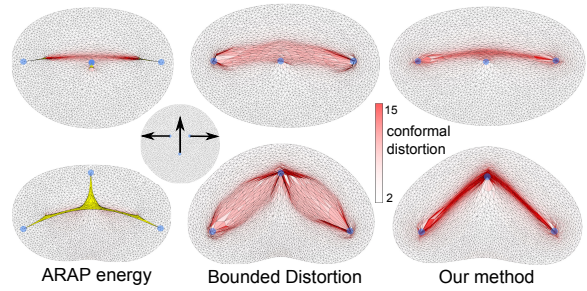 15
conformal
distortion
2
ARAP energy
Bounded Distortion
Our method